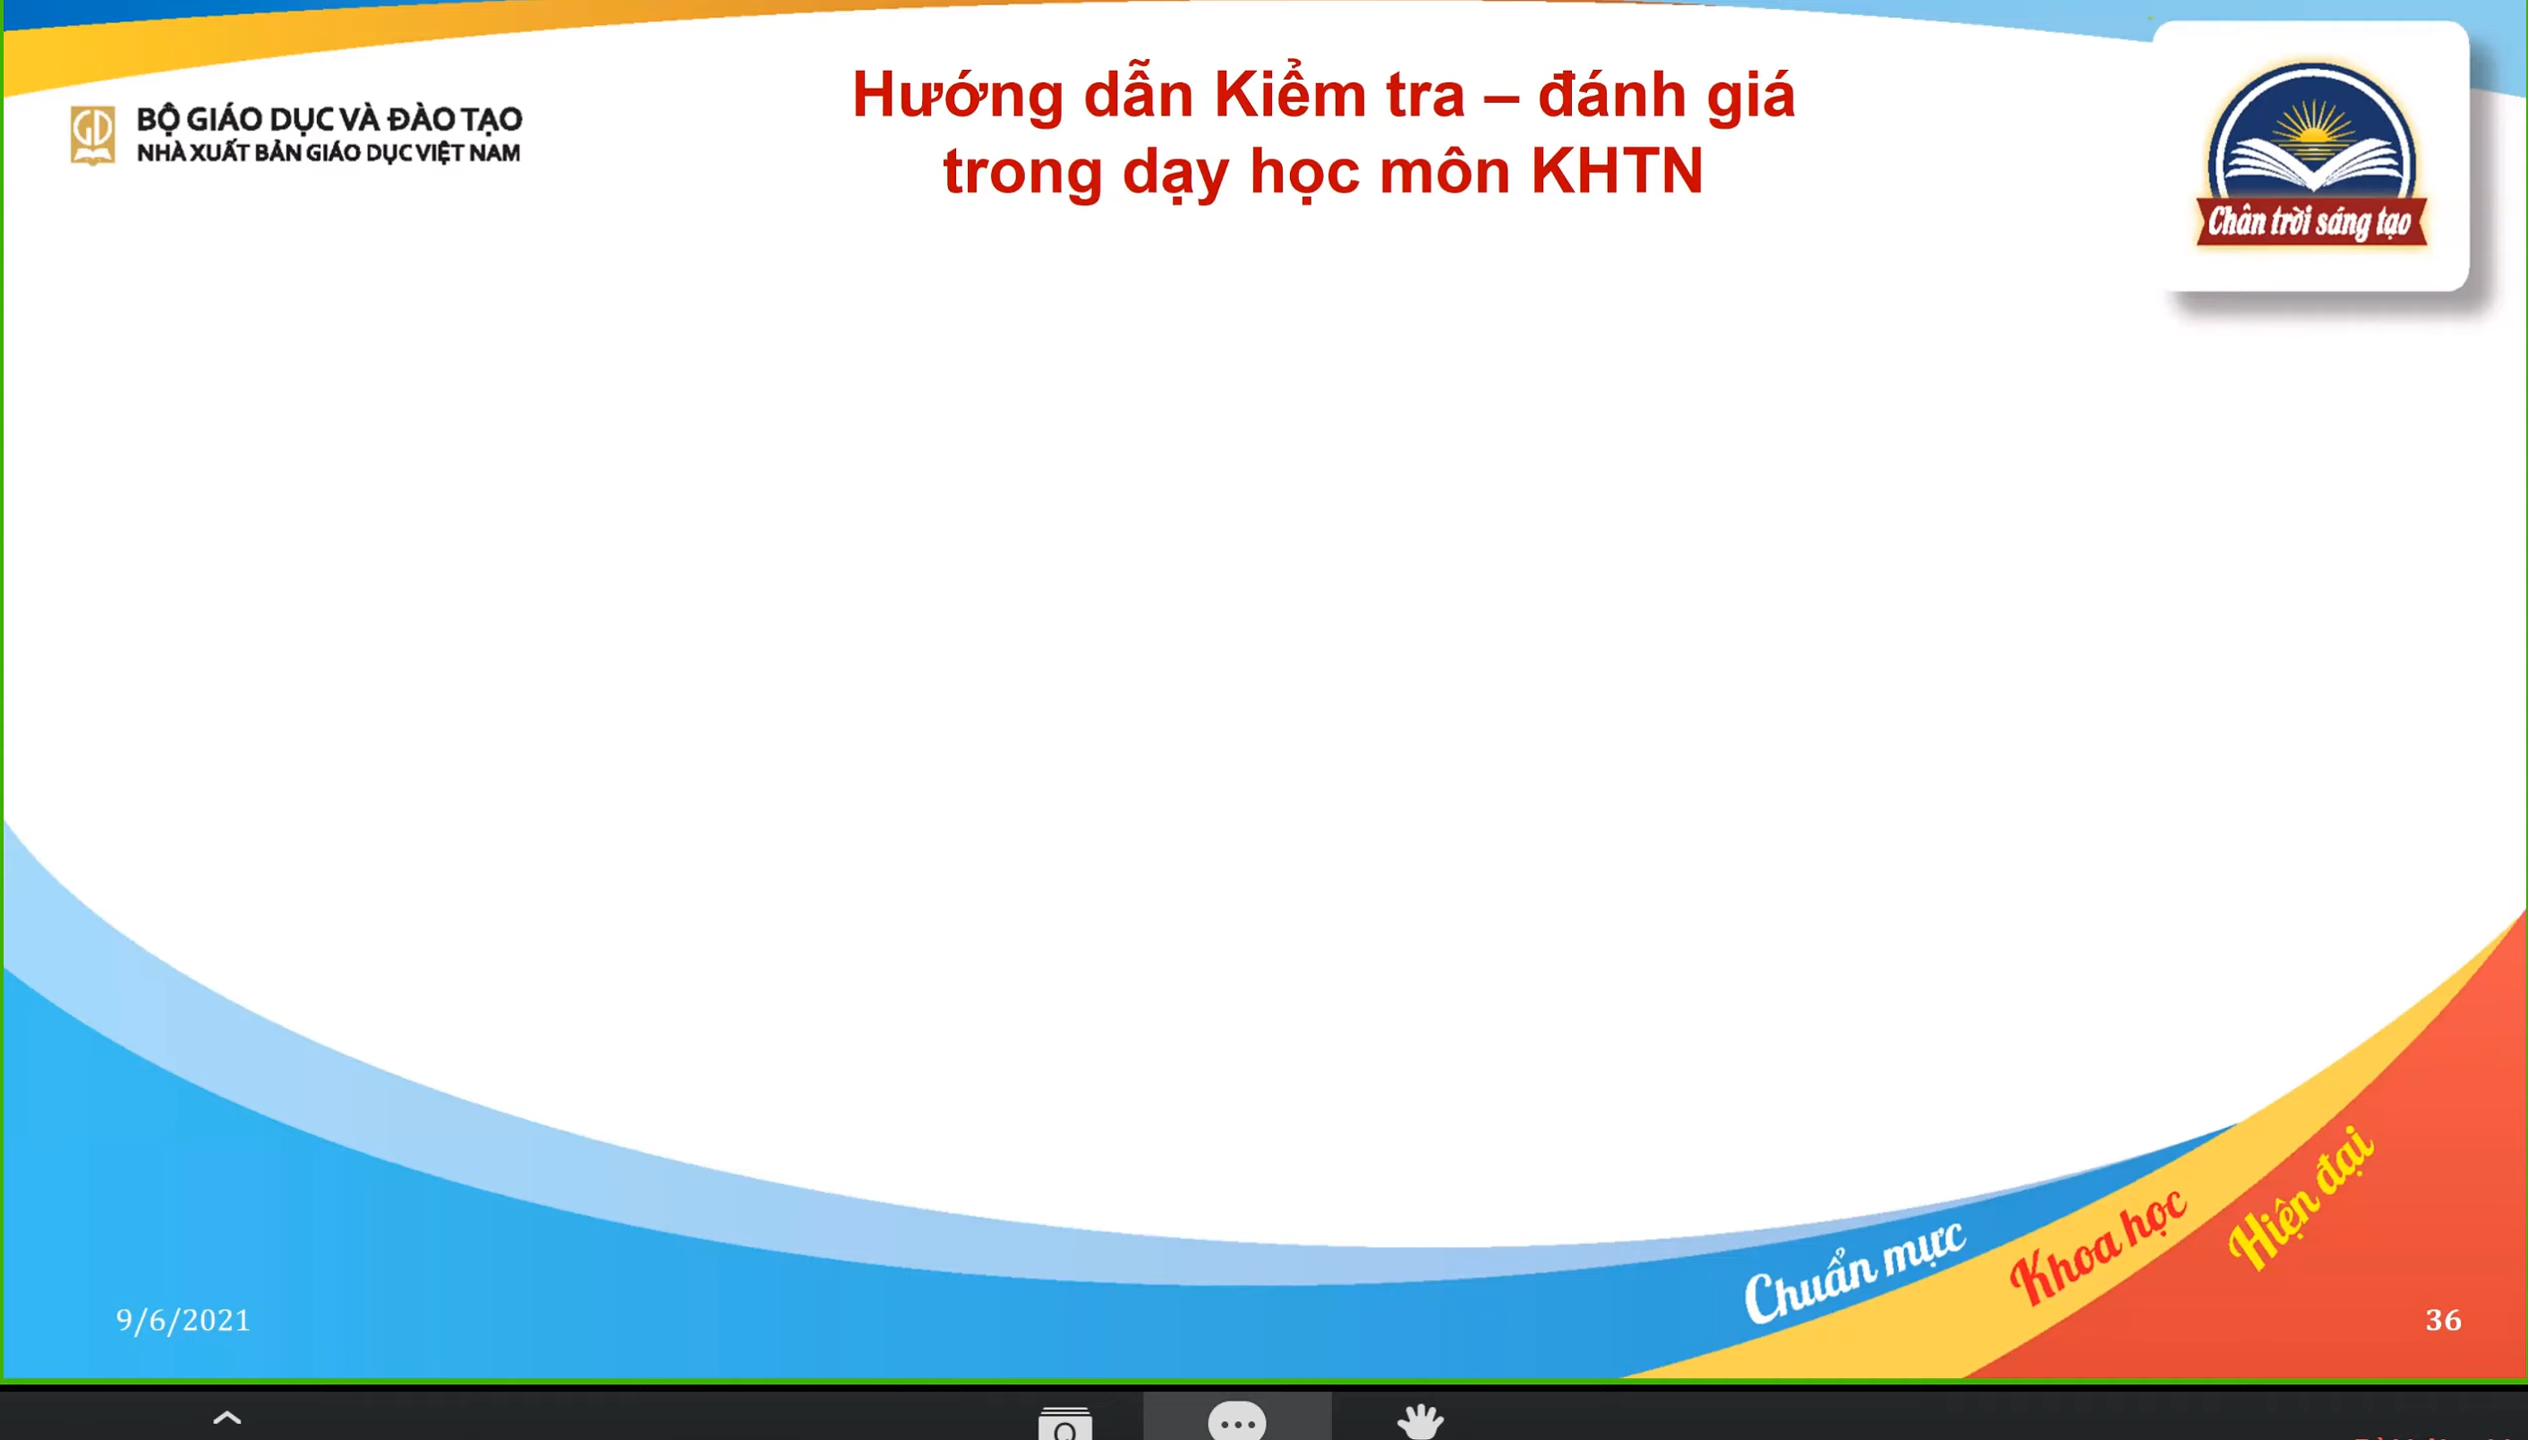 Hướng dẫn Kiểm tra – đánh giá
trong dạy học môn KHTN
BỘ GIÁO DỤC VÀ ĐÀO TẠO
NHÀ XUẤT BẢN GIÁO DỤC VIỆT NAM
Chân trời sáng tạo
Chuẩn mực
Khoa học
Hiện đại
9/6/2021
36